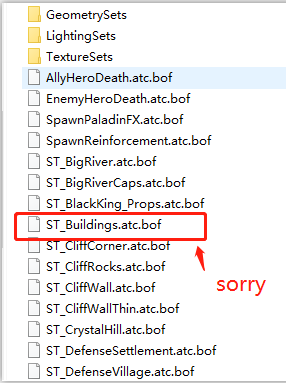 GeometrySets
LightingSets
TextureSets
AllyHeroDeath.atc.bof
EnemyHeroDeath.atc.bof
SpawnPaladinFX.atc.bof
SpawnReinforcement.atc.bof
ST_BigRiver.atc.bof
ST_BigRiverCaps.atc.bof
ST_BlackKing_Props.atc.bof
ST_Buildings.atc.bof
ST_CliffCorner.atc.bof
ST_CliffRocks.atc.bof
ST_CliffWall.atc.bof
sorry
ST_CliffWallThin.atc.bof
ST_CrystalHill.atc.bof
ST_DefenseSettlement.atc.bof
ST_DefenseVillage.atc.bof